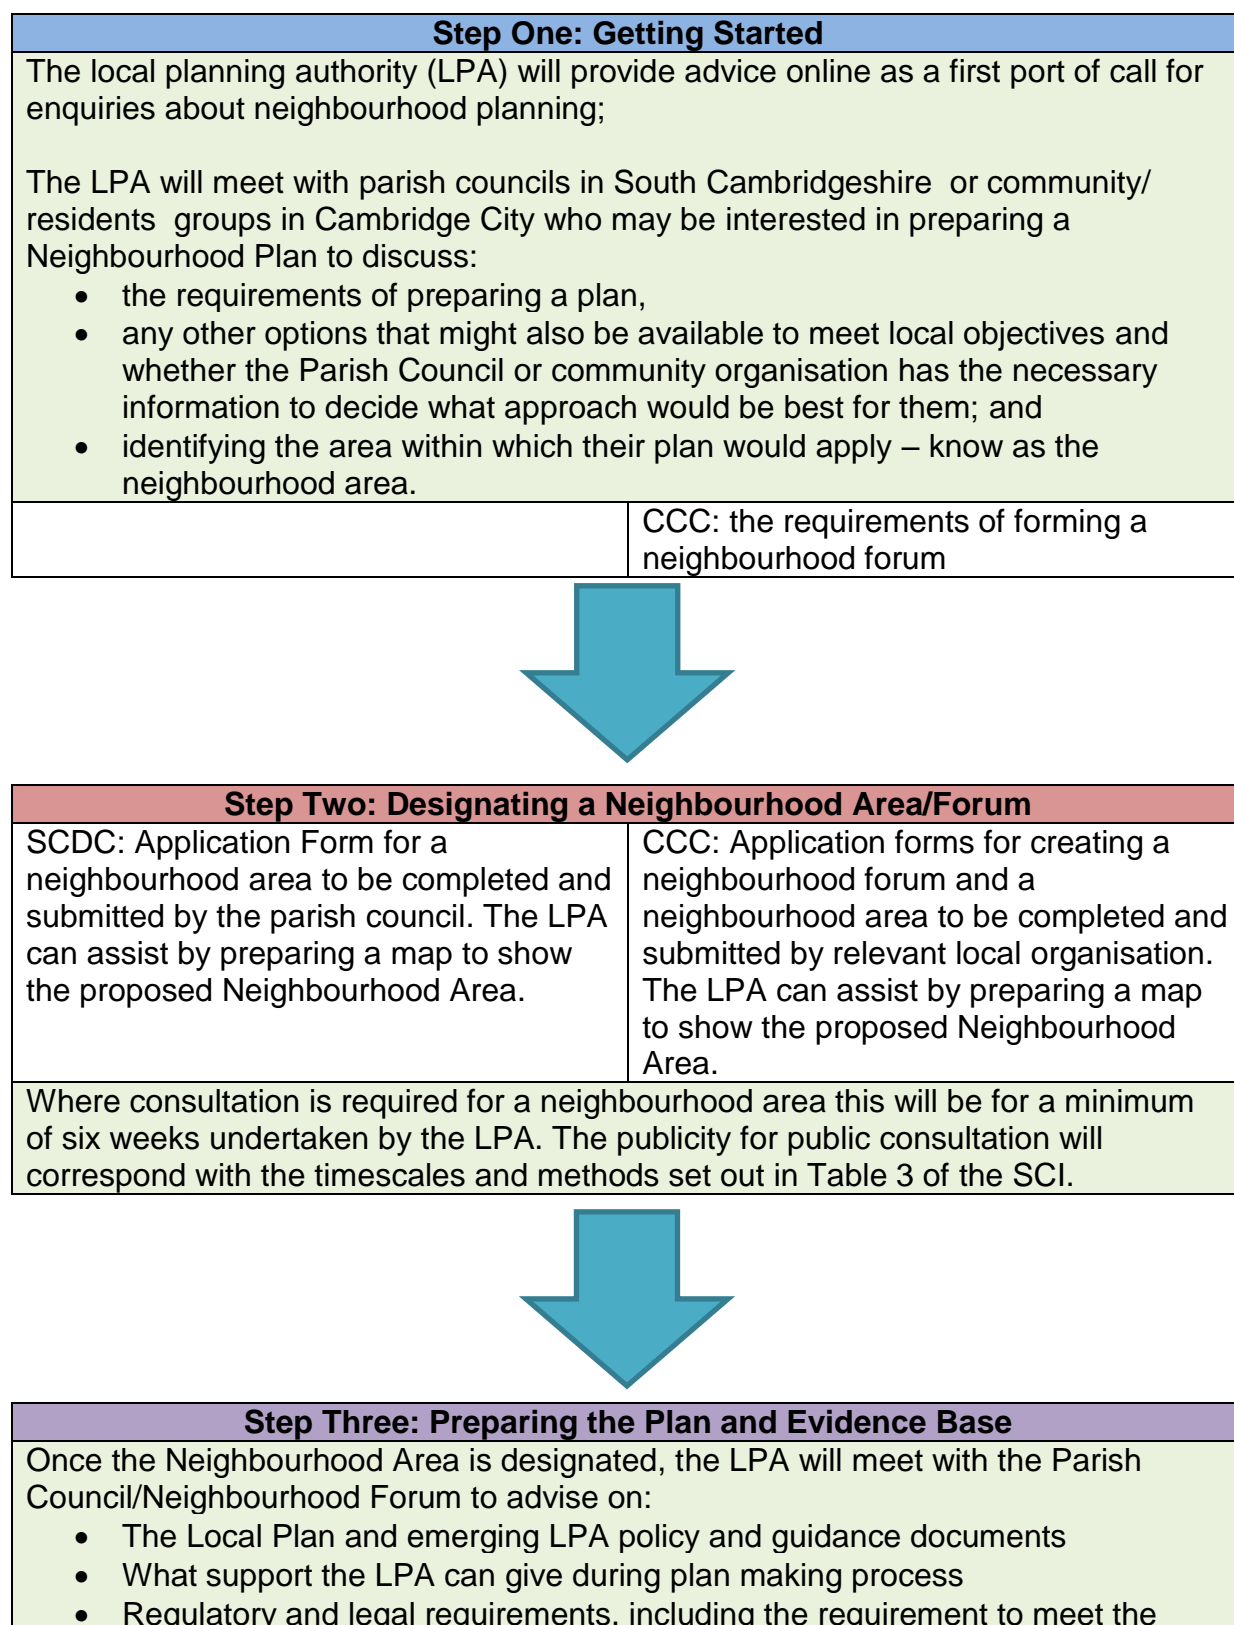 Step One: Getting Started
The local planning authority (LPA) will provide advice online as a first port of call for
enquiries about neighbourhood planning;
The LPA will meet with parish councils in South Cambridgeshire or community/
residents groups in Cambridge City who may be interested in preparing a
Neighbourhood Plan to discuss:
• the requirements of preparing a plan,
• any other options that might also be available to meet local objectives and
whether the Parish Council or community organisation has the necessary
information to decide what approach would be best for them; and
• identifying the area within which their plan would apply – know as the
neighbourhood area.
CCC: the requirements of forming a
neighbourhood forum
Step Two: Designating a Neighbourhood Area/Forum
SCDC: Application Form for a
neighbourhood area to be completed and
submitted by the parish council. The LPA
can assist by preparing a map to show
the proposed Neighbourhood Area.
CCC: Application forms for creating a
neighbourhood forum and a
neighbourhood area to be completed and
submitted by relevant local organisation.
The LPA can assist by preparing a map
to show the proposed Neighbourhood
Area.
Where consultation is required for a neighbourhood area this will be for a minimum
of six weeks undertaken by the LPA. The publicity for public consultation will
correspond with the timescales and methods set out in Table 3 of the SCI.
Step Three: Preparing the Plan and Evidence Base
Once the Neighbourhood Area is designated, the LPA will meet with the Parish
Council/Neighbourhood Forum to advise on:
• The Local Plan and emerging LPA policy and guidance documents
• What support the LPA can give during plan making process
• Regulatory and legal requirements, including the requirement to meet the